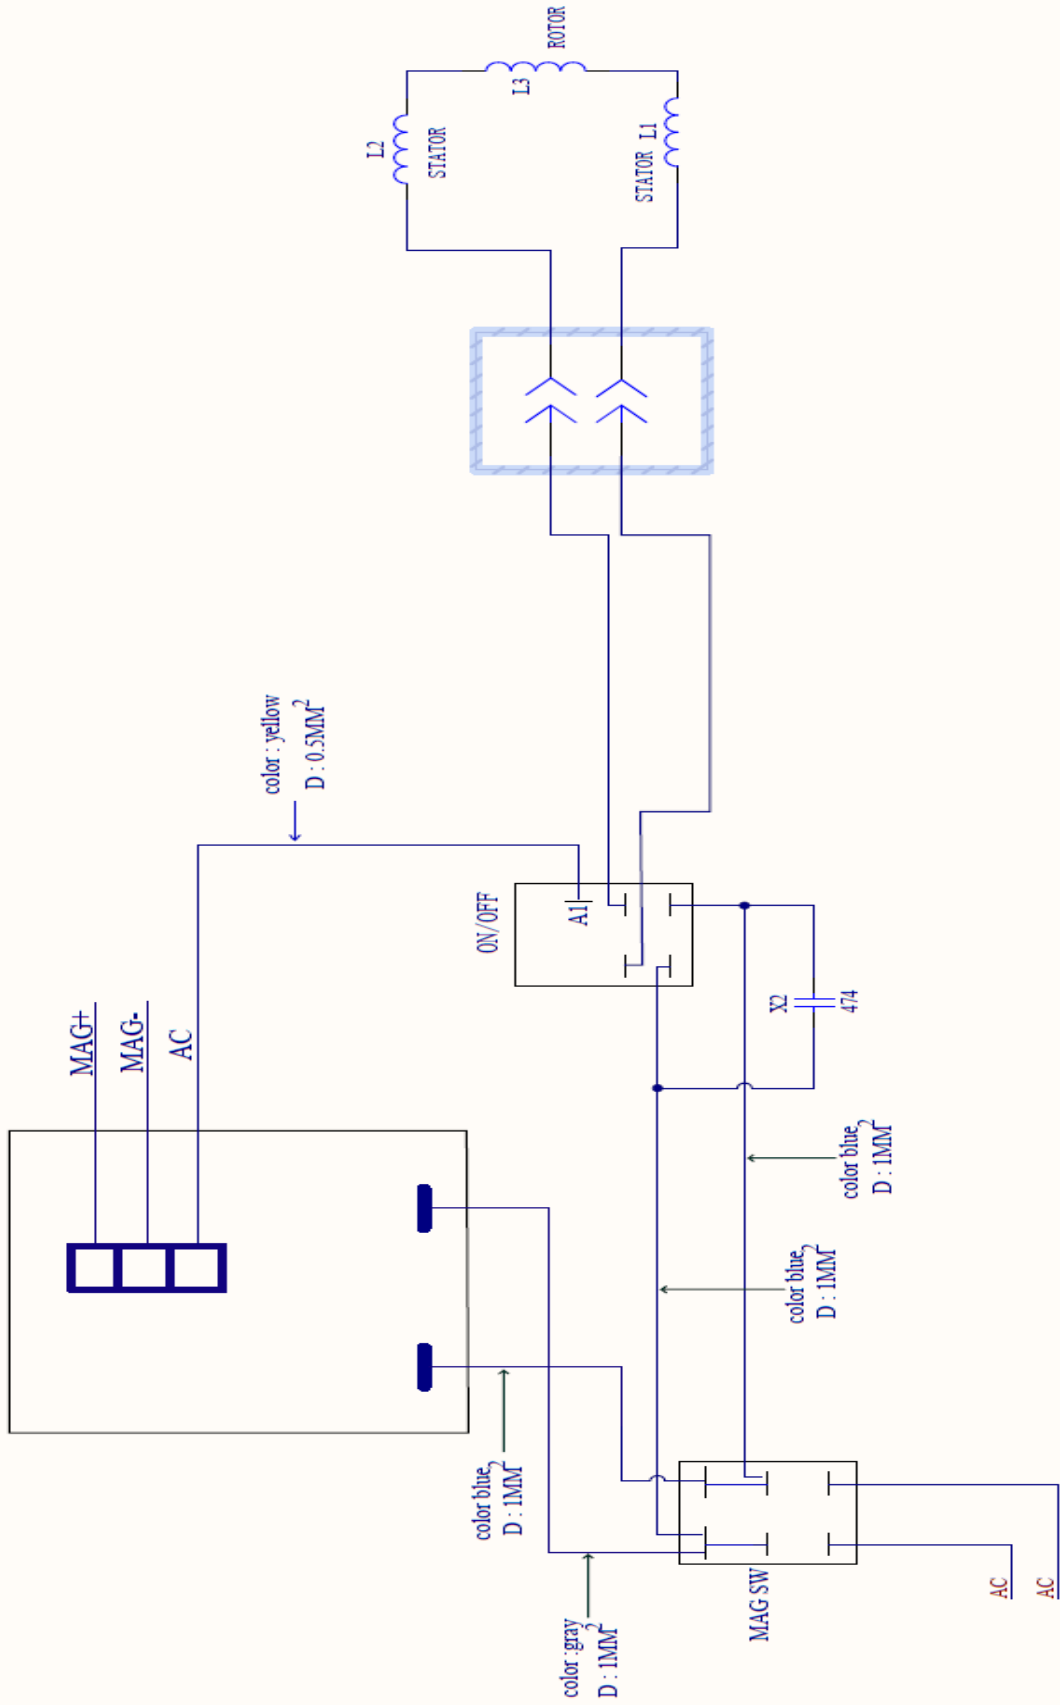 ROTOR
L3
L2
STATOR
STATOR L1
color : yellow
D : 0.5MM2
ON/OFF
A1
MAG+
MAG-
AC
X2
474
color blue,
D : 1MM2
color blue,
D : 1MM2
color blue,
D : 1MM2
color :gray
D : 1MM2
MAG SW
AC
AC